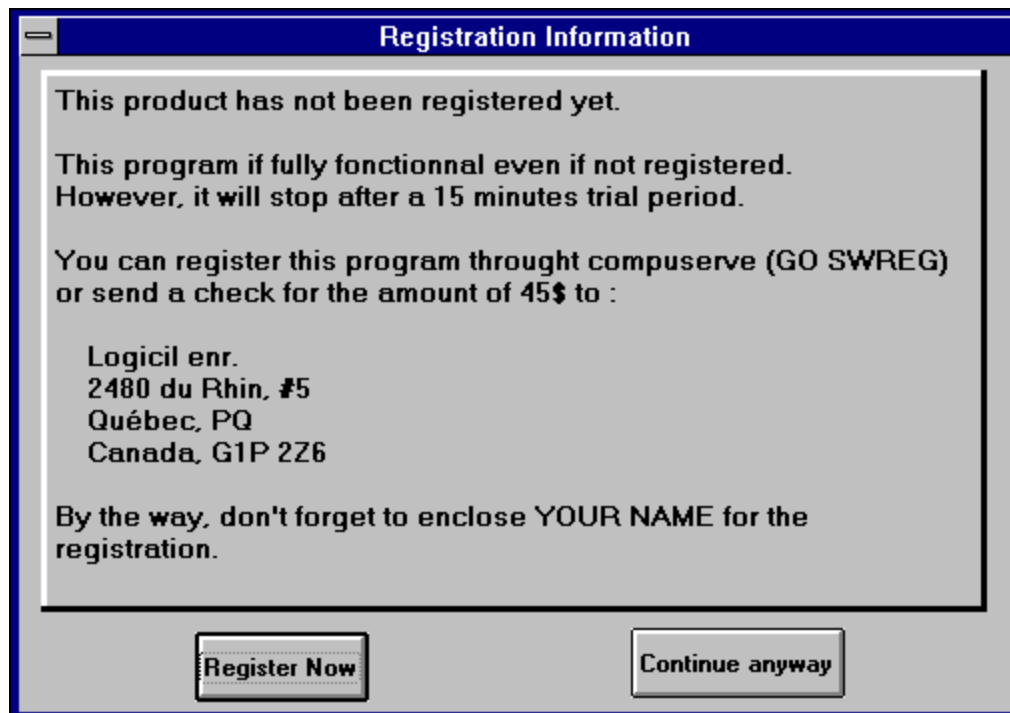 Registration Information
This product has not been registered yet.
This program if fully fonctionnal even if not registered.
However, it will stop after a 15 minutes trial period.
You can register this program throught compuserve (GO SWREG)
or send a check for the amount of 45$ to :
Logicil enr.
2480 du Rhin, #5
Québec, PQ
Canada, G1P 2Z6
By the way, don't forget to enclose YOUR NAME for the
registration.
Register Now
Continue anyway